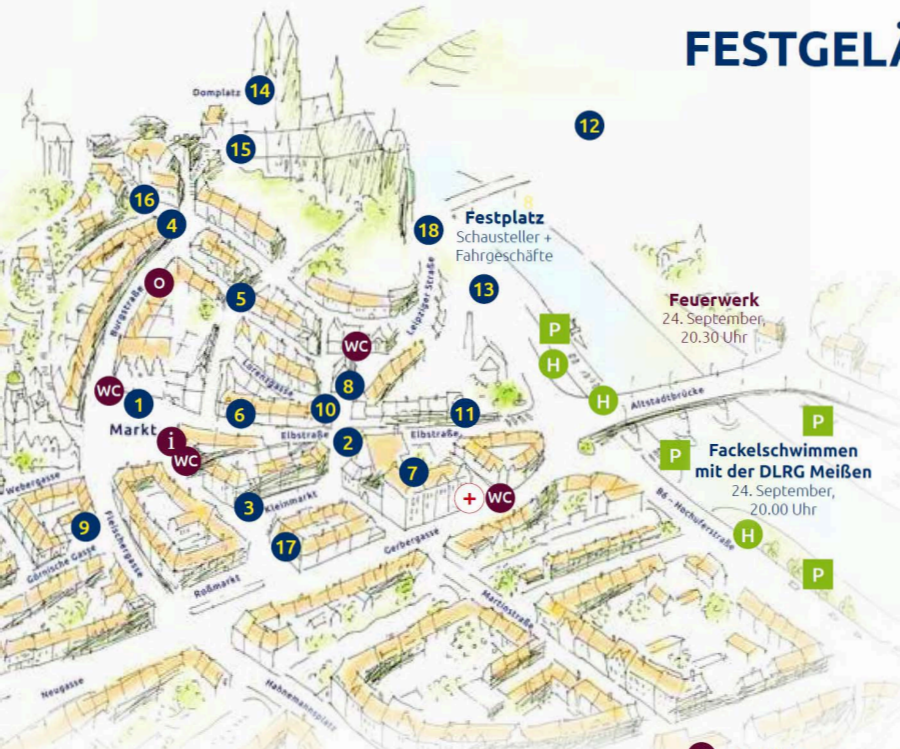 FESTGELÄ
Domplatz
14
12
15
16
4
18
8
Festplatz
Schausteller +
Fahrgeschäfte
13
O
Burgstraße
5
Leipziger Straße
Feuerwerk
24. September,
20.30 Uhr
P
H
WC
Lorenzgasse
8
H
Altstadtbrücke
WC
1
6
10
11
P
Markt
i
WC
Elbstraße
2
Elbstraße
P
Fackelschwimmen
mit der DLRG Meißen
24. September,
20.00 Uhr
7
+
WC
Webergasse
3
Kleinmarkt
B6 - Hochuferstraße
9
Fleischergasse
17
Gerbergasse
H
Görnische Gasse
Roßmarkt
P
Martinstraße
Neugasse
Hahnemannsplatz